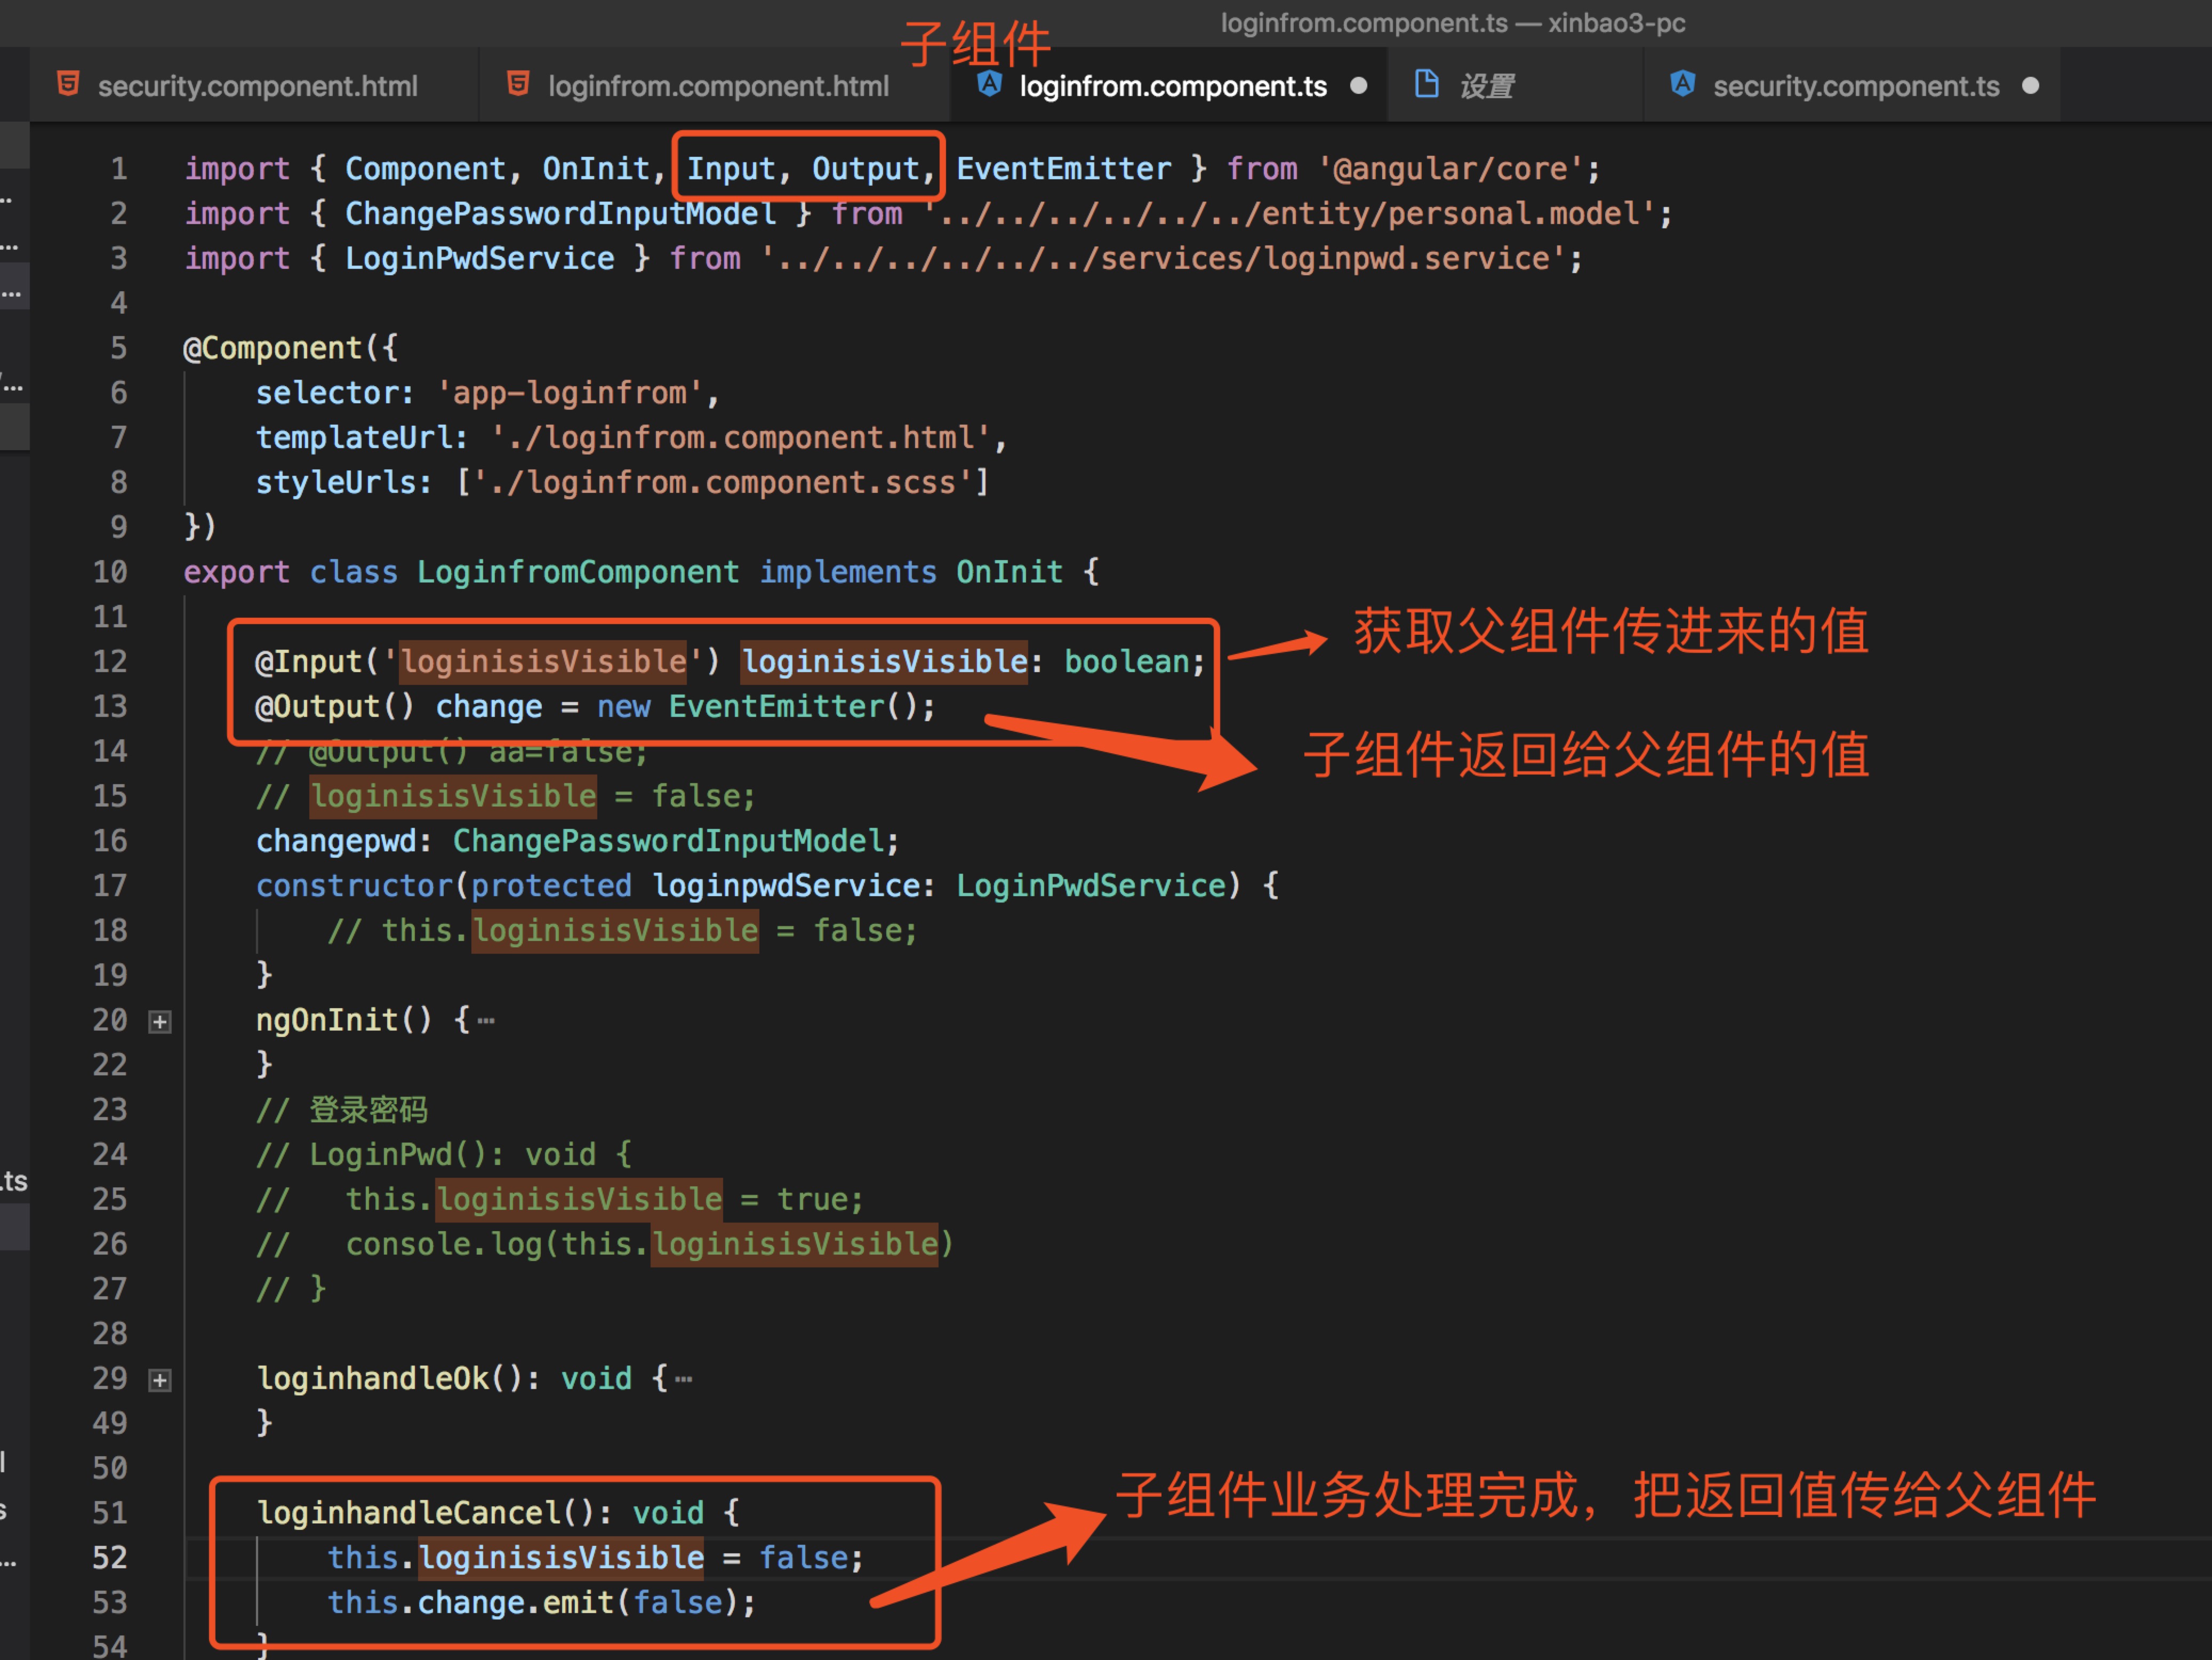 loginfrom.component.ts — xinbao3-pc
子组件
security.component.html loginfrom.component.html loginfrom.component.ts 设置 security.component.ts
1 import { Component, OnInit, Input, Output, EventEmitter } from '@angular/core';
2 import { ChangePasswordInputModel } from '../../../../../../entity/personal.model';
3 import { LoginPwdService } from '../../../../../../services/loginpwd.service';
4
5 @Component({
6 selector: 'app-loginfrom',
7 templateUrl: './loginfrom.component.html',
8 styleUrls: ['./loginfrom.component.scss']
9 })
10 export class LoginfromComponent implements OnInit {
11
获取父组件传进来的值
12 @Input('loginisisVisible') loginisisVisible: boolean;
13 @Output() change = new EventEmitter();
14 // @Output() aa=false;
子组件返回给父组件的值
15 // loginisisVisible = false;
16 changepwd: ChangePasswordInputModel;
17 constructor(protected loginpwdService: LoginPwdService) {
18 // this.loginisisVisible = false;
19 }
20 ngOnInit() {…
22 }
23 // 登录密码
24 // LoginPwd(): void {
.ts
25 // this.loginisisVisible = true;
26 // console.log(this.loginisisVisible)
27 // }
28
29 loginhandleOk(): void {…
49 }
50
子组件业务处理完成，把返回值传给父组件
51 loginhandleCancel(): void {
52 this.loginisisVisible = false;
53 this.change.emit(false);
54 }